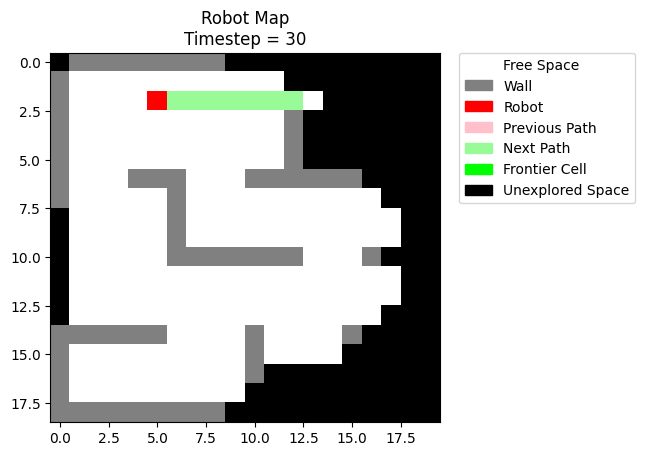 Robot Map
Timestep = 30
0.0
2.5
5.0
7.5
10.0
12.5
15.0
17.5
0.0
2.5
5.0
7.5
10.0
12.5
15.0
17.5
Free Space
Wall
Robot
Previous Path
Next Path
Frontier Cell
Unexplored Space